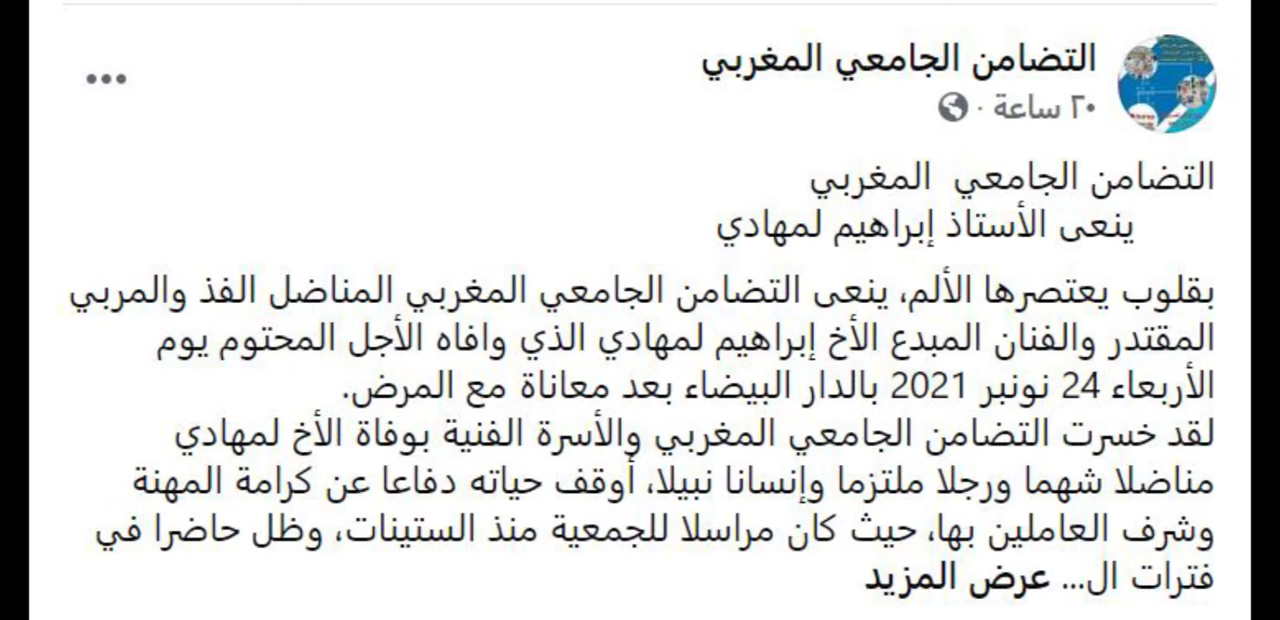 التضامن الجامعي المغربي
٢٠ ساعة ·
التضامن الجامعي المغربي
ينعى الأستاذ إبراهيم لمهادي
بقلوب يعتصرها الألم، ينعى التضامن الجامعي المغربي المناضل الفذ والمربي
المقتدر والفنان المبدع الأخ إبراهيم لمهادي الذي وافاه الأجل المحتوم يوم
الأربعاء 24 نونبر 2021 بالدار البيضاء بعد معاناة مع المرض.
لقد خسرت التضامن الجامعي المغربي والأسرة الفنية بوفاة الأخ لمهادي
مناضلا شهما ورجلا ملتزما وإنسانا نبيلا، أوقف حياته دفاعا عن كرامة المهنة
وشرف العاملين بها، حيث كان مراسلا للجمعية منذ الستينات، وظل حاضرا في
فترات ال... عرض المزيد